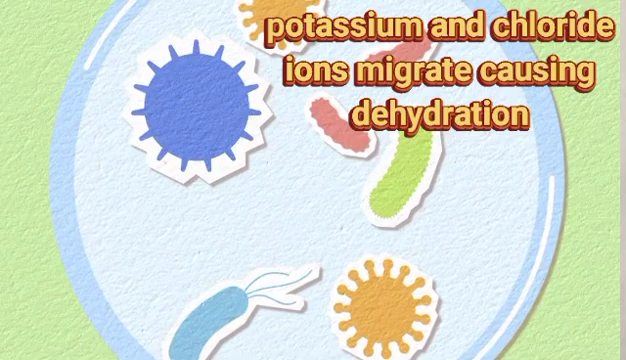 potassium and chloride
ions migrate causing
dehydration